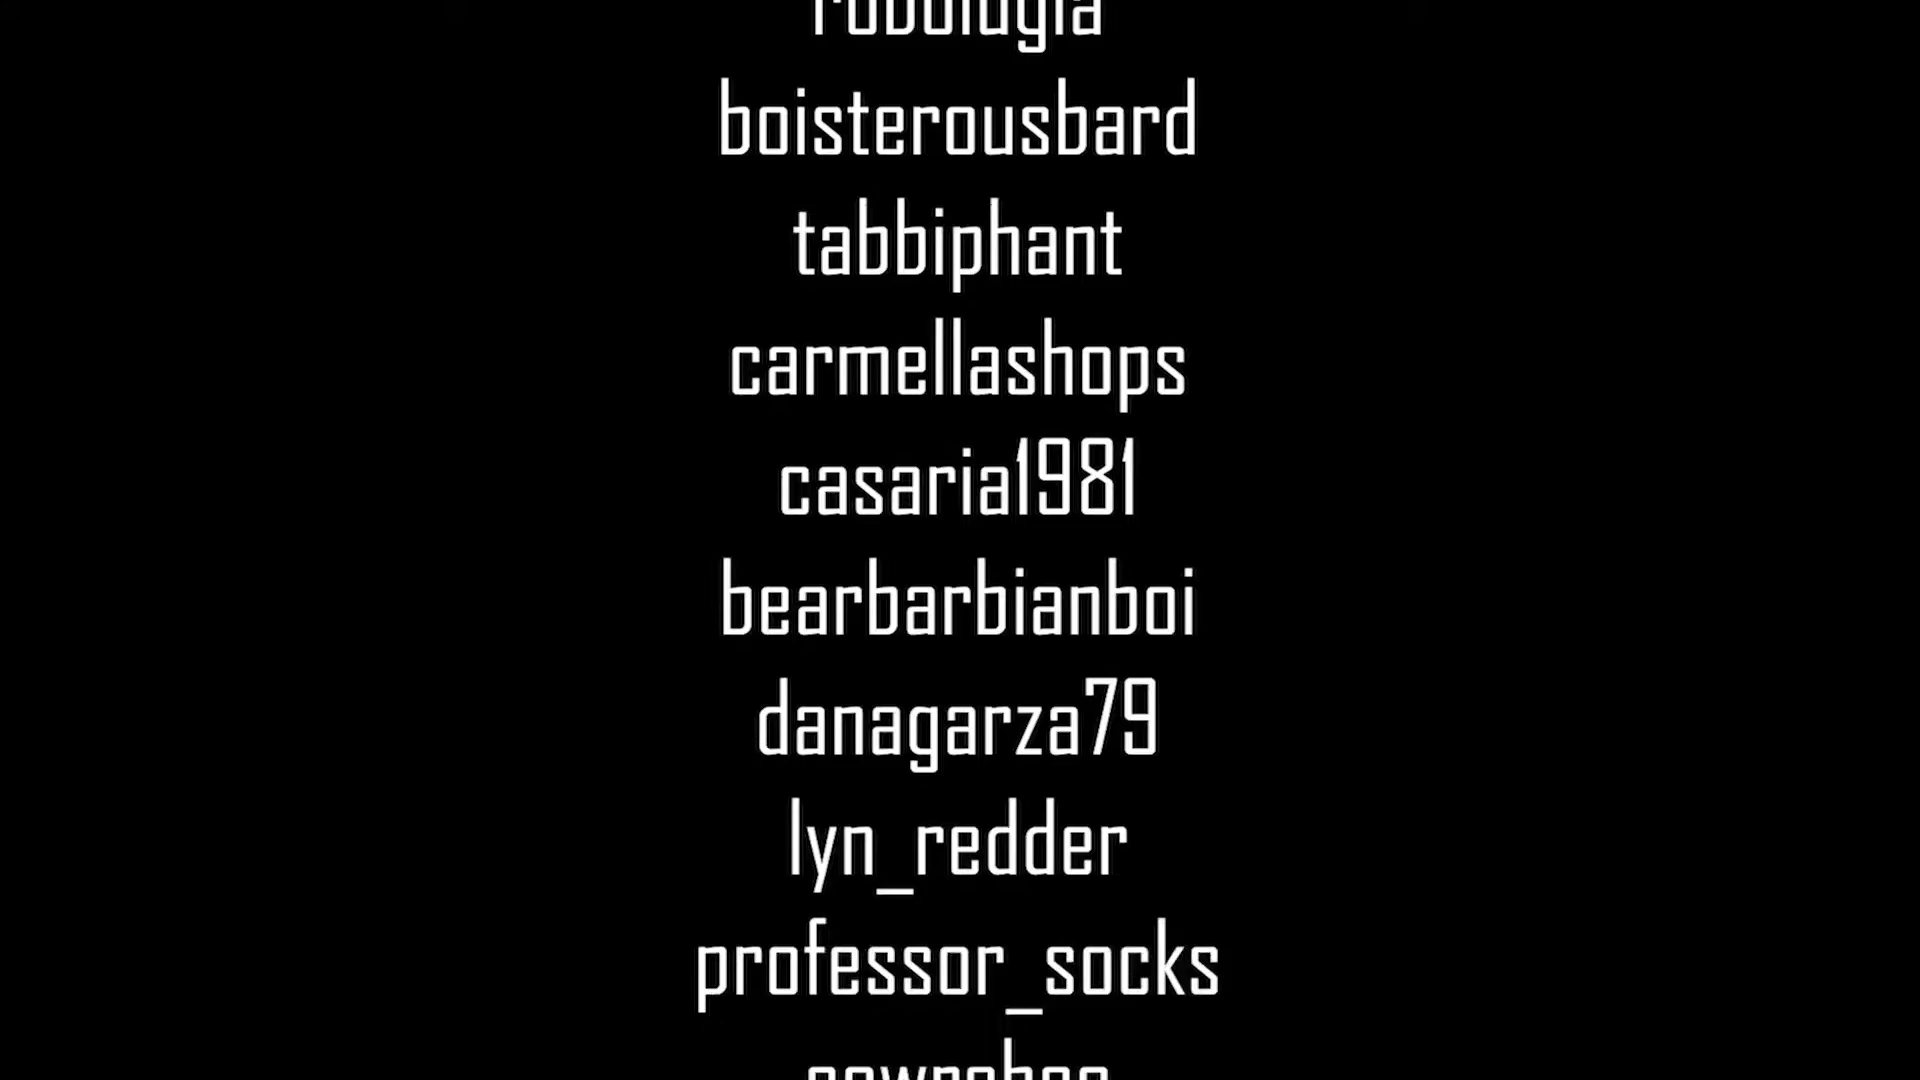 boisterousbard
tabbiphant
carmellashops
casaria1981
bearbarbianboi
danagarza79
lyn_redder
professor_socks